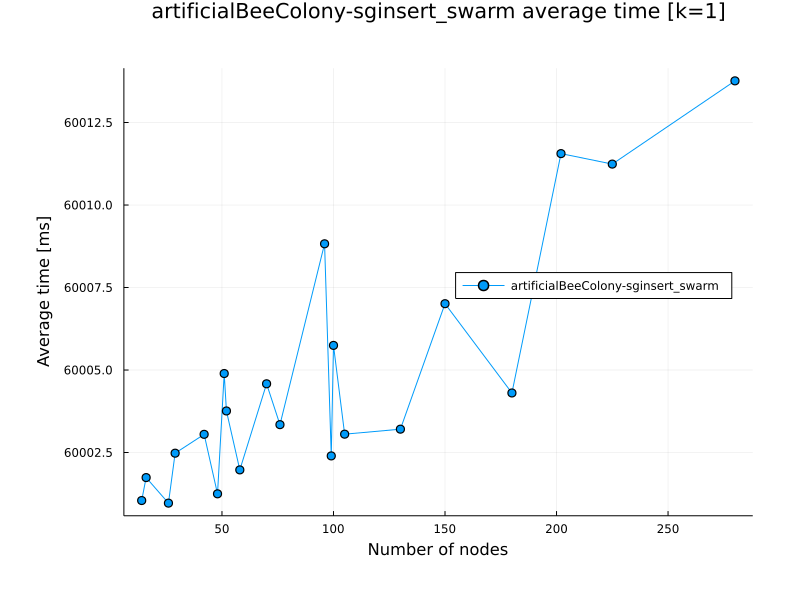 artificialBeeColony-sginsert_swarm average time [k=1]
60012.5
60010.0
60007.5
60005.0
60002.5
Average time [ms]
artificialBeeColony-sginsert_swarm
50 100 150 200 250
Number of nodes